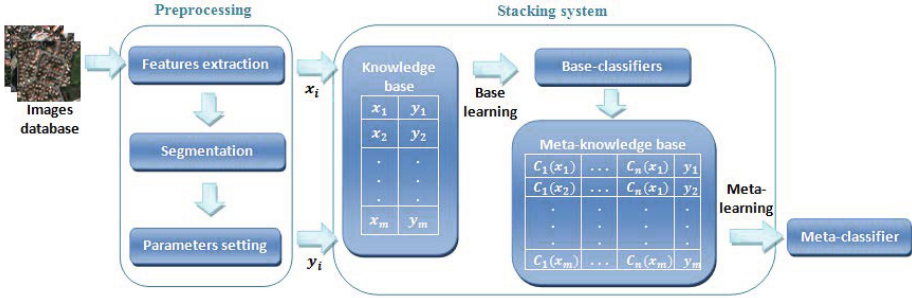 Preprocessing
Stacking system
Images
database
Features extraction
Segmentation
Parameters setting
x_i
y_i
Knowledge
base
x_1 y_1
x_2 y_2
. .
. .
. .
x_m y_m
Base
learning
Base-classifiers
Meta-knowledge base
C_1(x_1) ... C_n(x_1) y_1
C_1(x_2) ... C_n(x_1) y_2
. . . .
. . . .
. . . .
C_1(x_m) ... C_n(x_m) y_m
Meta-
learning
Meta-classifier